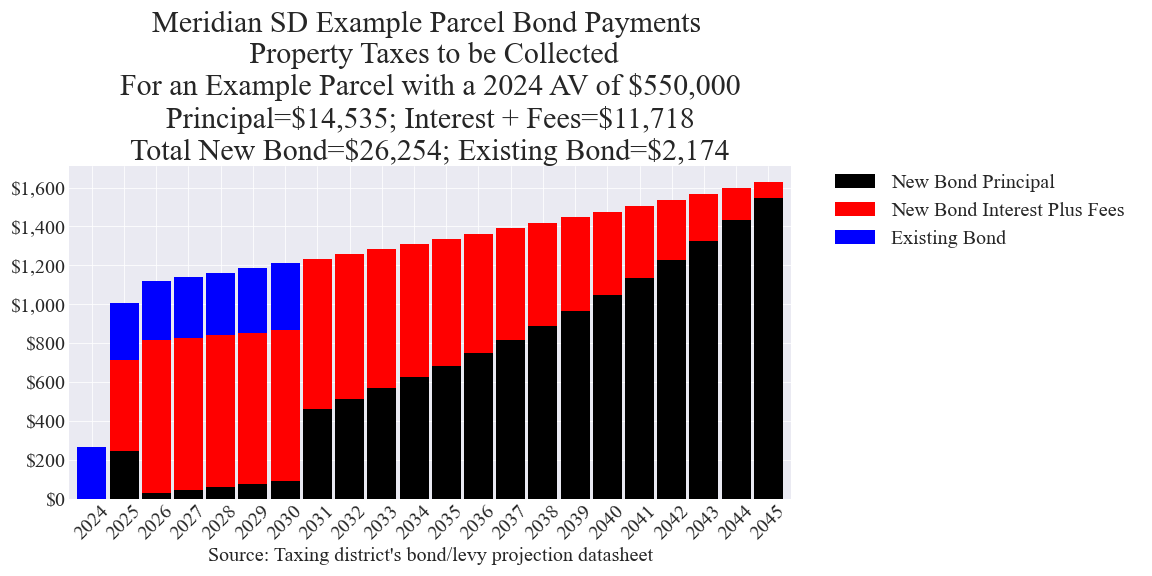 Meridian SD Example Parcel Bond Payments
Property Taxes to be Collected
For an Example Parcel with a 2024 AV of $550,000
Principal=$14,535; Interest + Fees=$11,718
Total New Bond=$26,254; Existing Bond=$2,174
New Bond Principal
New Bond Interest Plus Fees
Existing Bond
$1,600
$1,400
$1,200
$1,000
$800
$600
$400
$200
$0
2024 2025 2026 2027 2028 2029 2030 2031 2032 2033 2034 2035 2036 2037 2038 2039 2040 2041 2042 2043 2044 2045
Source: Taxing district's bond/levy projection datasheet